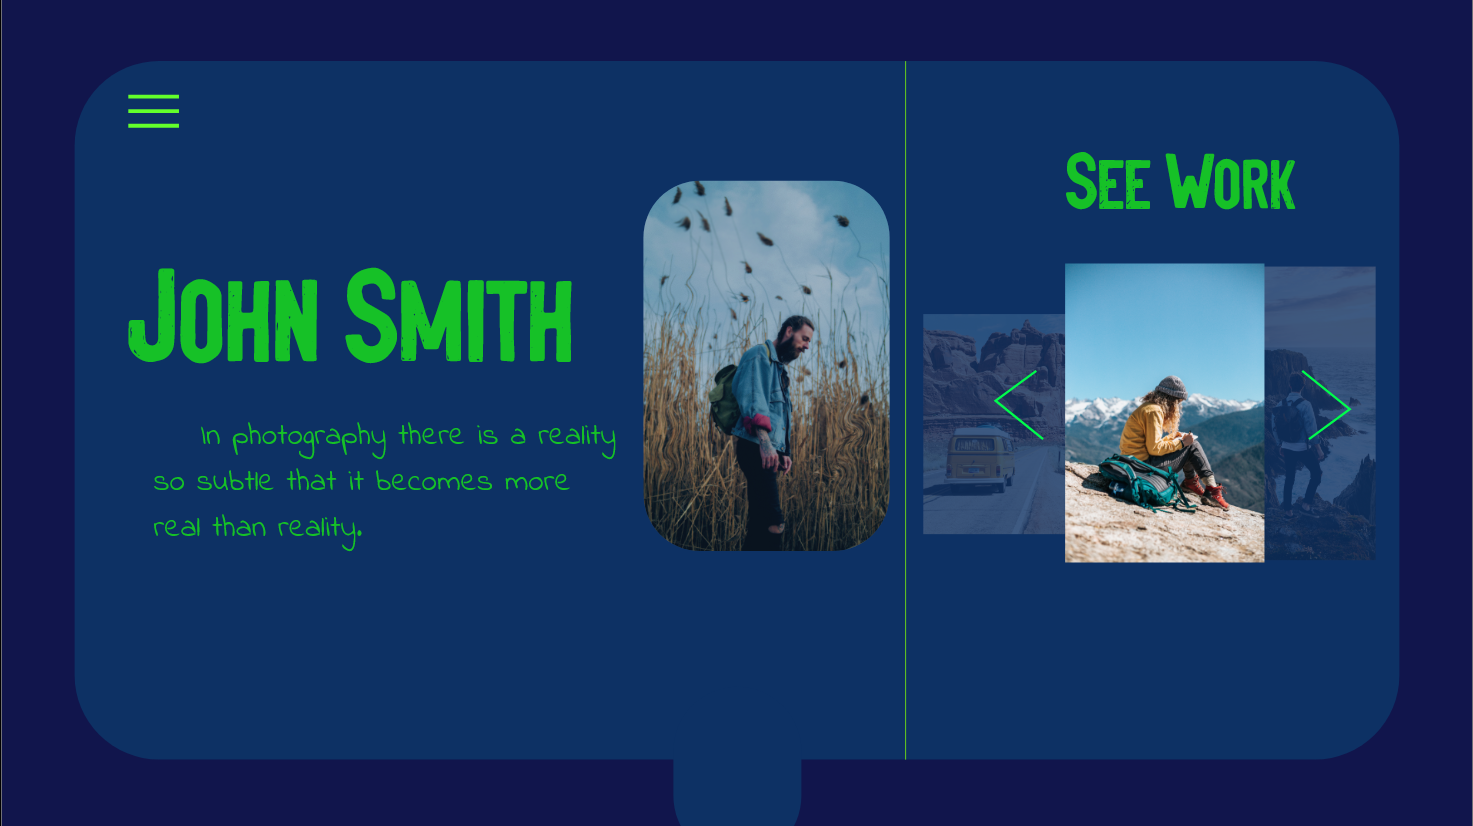 John Smith
In photography there is a reality
so subtle that it becomes more
real than reality.
See Work